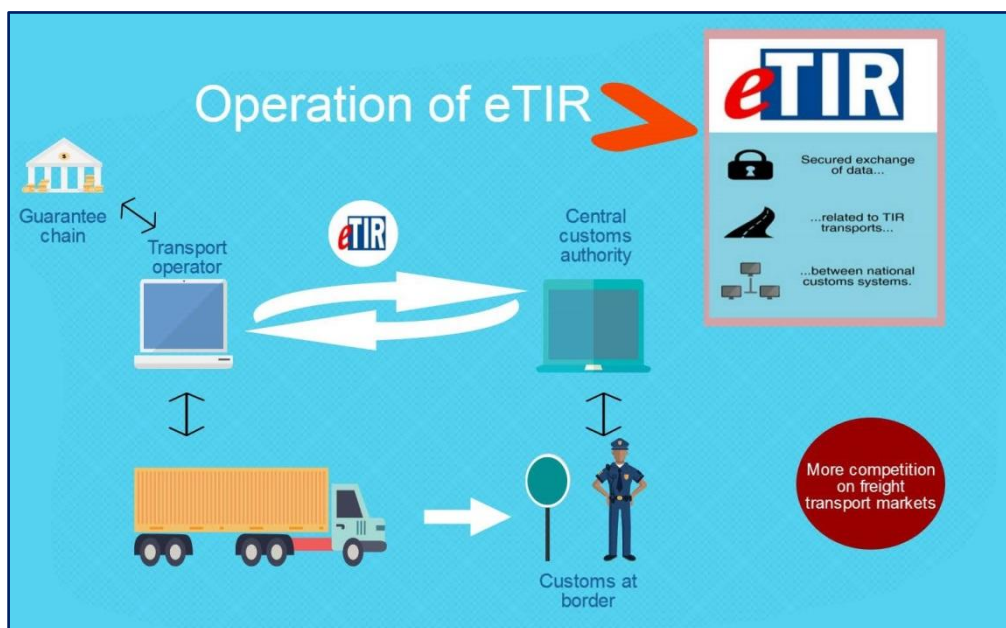 Operation of eTIR
eTIR
Secured exchange
of data...
...related to TIR
transports...
...between national
customs systems.
Guarantee
chain
Transport
operator
eTIR
Central
customs
authority
More competition
on freight
transport markets
Customs at
border